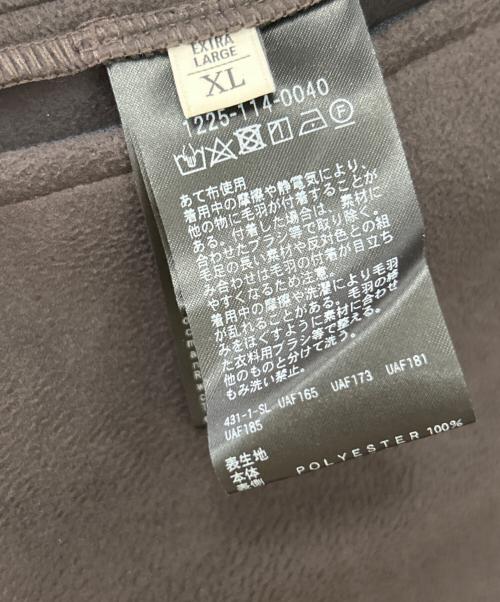 EXTRA
LARGE
XL
1225-114-0040
あて布使用
着用中の摩擦や静電気により、
他の物に毛羽が付着することが
ある。付着した場合は、素材に
合わせたブラシ等で取り除く。
毛足の長い素材や反対色との組
み合わせは毛羽の付着が目立ち
やすくなるため注意。
着用中の摩擦や洗濯により毛羽
が乱れることがある。毛羽の絡
みをほぐすように素材に合わせ
た衣料用ブラシ等で整える。
他のものと分けて洗う。
もみ洗い禁止。
431-1-SL UAF165 UAF173 UAF181
UAF185
表生地
本体
表側 POLYESTER 100%